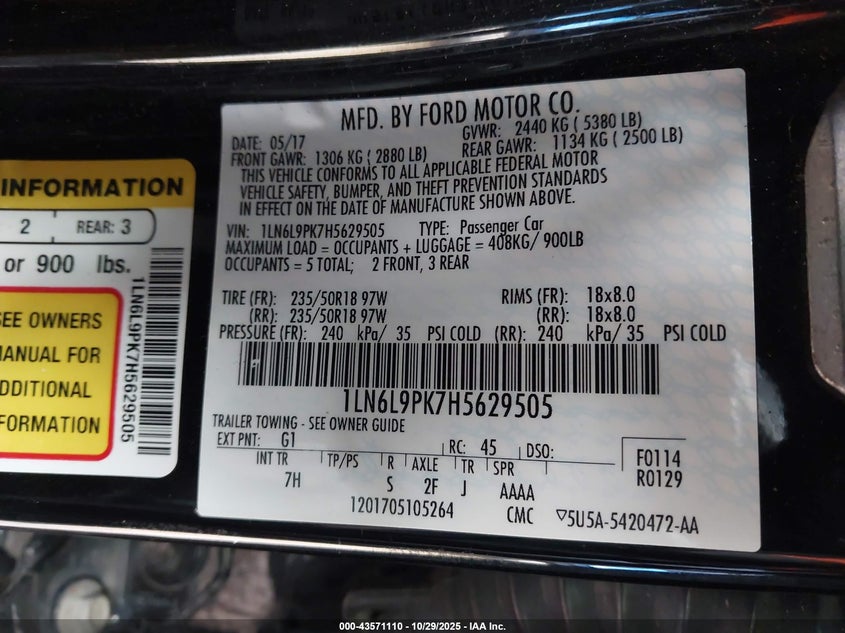 MFD. BY FORD MOTOR CO.
DATE: 05/17 GVWR: 2440 KG ( 5380 LB)
FRONT GAWR: 1306 KG ( 2880 LB) REAR GAWR: 1134 KG ( 2500 LB)
THIS VEHICLE CONFORMS TO ALL APPLICABLE FEDERAL MOTOR
VEHICLE SAFETY, BUMPER, AND THEFT PREVENTION STANDARDS
IN EFFECT ON THE DATE OF MANUFACTURE SHOWN ABOVE.
VIN: 1LN6L9PK7H5629505 TYPE: Passenger Car
MAXIMUM LOAD = OCCUPANTS + LUGGAGE = 408KG/ 900LB
OCCUPANTS = 5 TOTAL; 2 FRONT, 3 REAR
TIRE (FR): 235/50R18 97W RIMS (FR): 18x8.0
(RR): 235/50R18 97W (RR): 18x8.0
PRESSURE (FR): 240 kPa/ 35 PSI COLD (RR): 240 kPa/ 35 PSI COLD
1LN6L9PK7H5629505
TRAILER TOWING - SEE OWNER GUIDE
EXT PNT: G1 RC: 45 DSO:
F0114
R0129
INT TR TP/PS R AXLE TR SPR
7H S 2F J AAAA
1201705105264 CMC ▽5U5A-5420472-AA
INFORMATION
2 REAR: 3
or 900 lbs.
SEE OWNERS
MANUAL FOR
ADDITIONAL
FORMATION
1LN6L9PK7H5629505
000-43571110 - 10/29/2025 - IAA Inc.